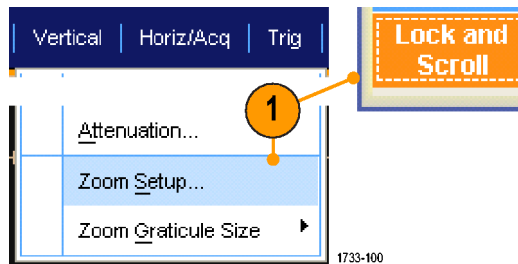 Vertical | Horiz/Acq | Trig
Lock and
Scroll
1
Attenuation...
Zoom Setup...
Zoom Graticule Size
1733-100